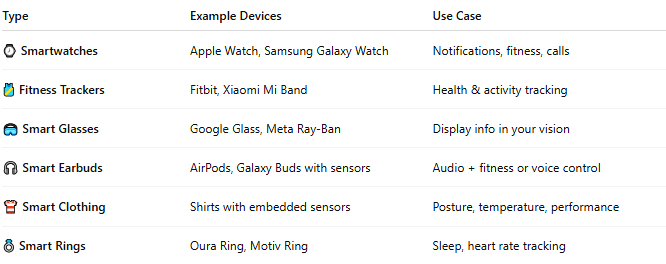 Type Example Devices Use Case
Smartwatches Apple Watch, Samsung Galaxy Watch Notifications, fitness, calls
Fitness Trackers Fitbit, Xiaomi Mi Band Health & activity tracking
Smart Glasses Google Glass, Meta Ray-Ban Display info in your vision
Smart Earbuds AirPods, Galaxy Buds with sensors Audio + fitness or voice control
Smart Clothing Shirts with embedded sensors Posture, temperature, performance
Smart Rings Oura Ring, Motiv Ring Sleep, heart rate tracking